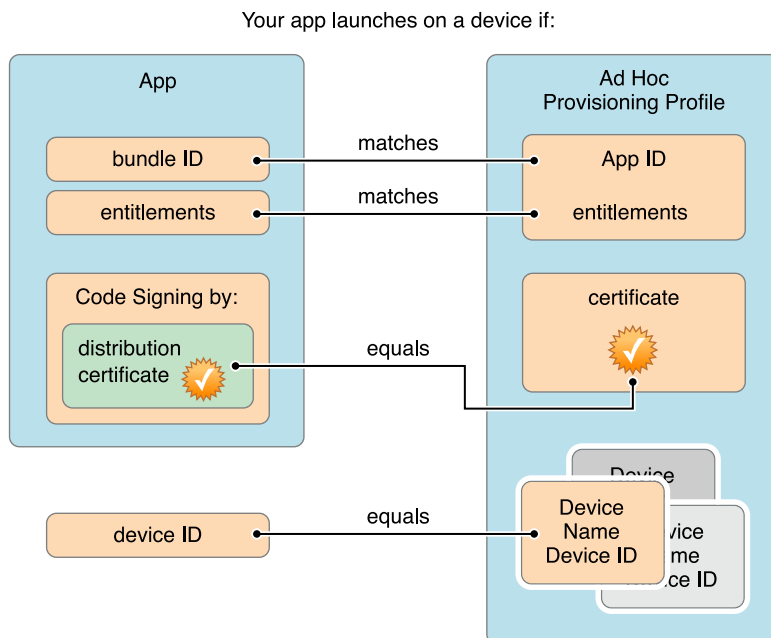 Your app launches on a device if:
App
Ad Hoc
Provisioning Profile
bundle ID
matches
App ID
entitlements
matches
entitlements
Code Signing by:
distribution
certificate
equals
certificate
device ID
equals
Device
Name
Device ID
Device